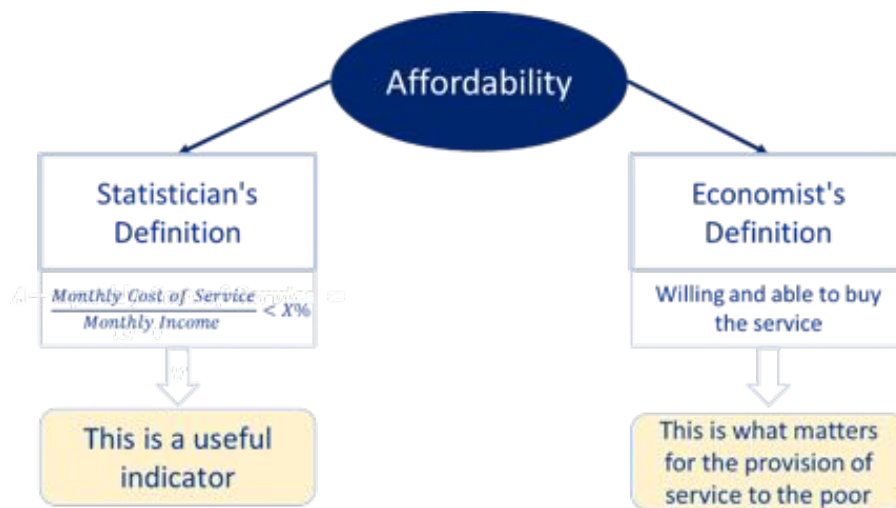 Affordability
Statistician's
Definition
Monthly Cost of Service
Monthly Income
< X%
This is a useful
indicator
Economist's
Definition
Willing and able to buy
the service
This is what matters
for the provision of
service to the poor